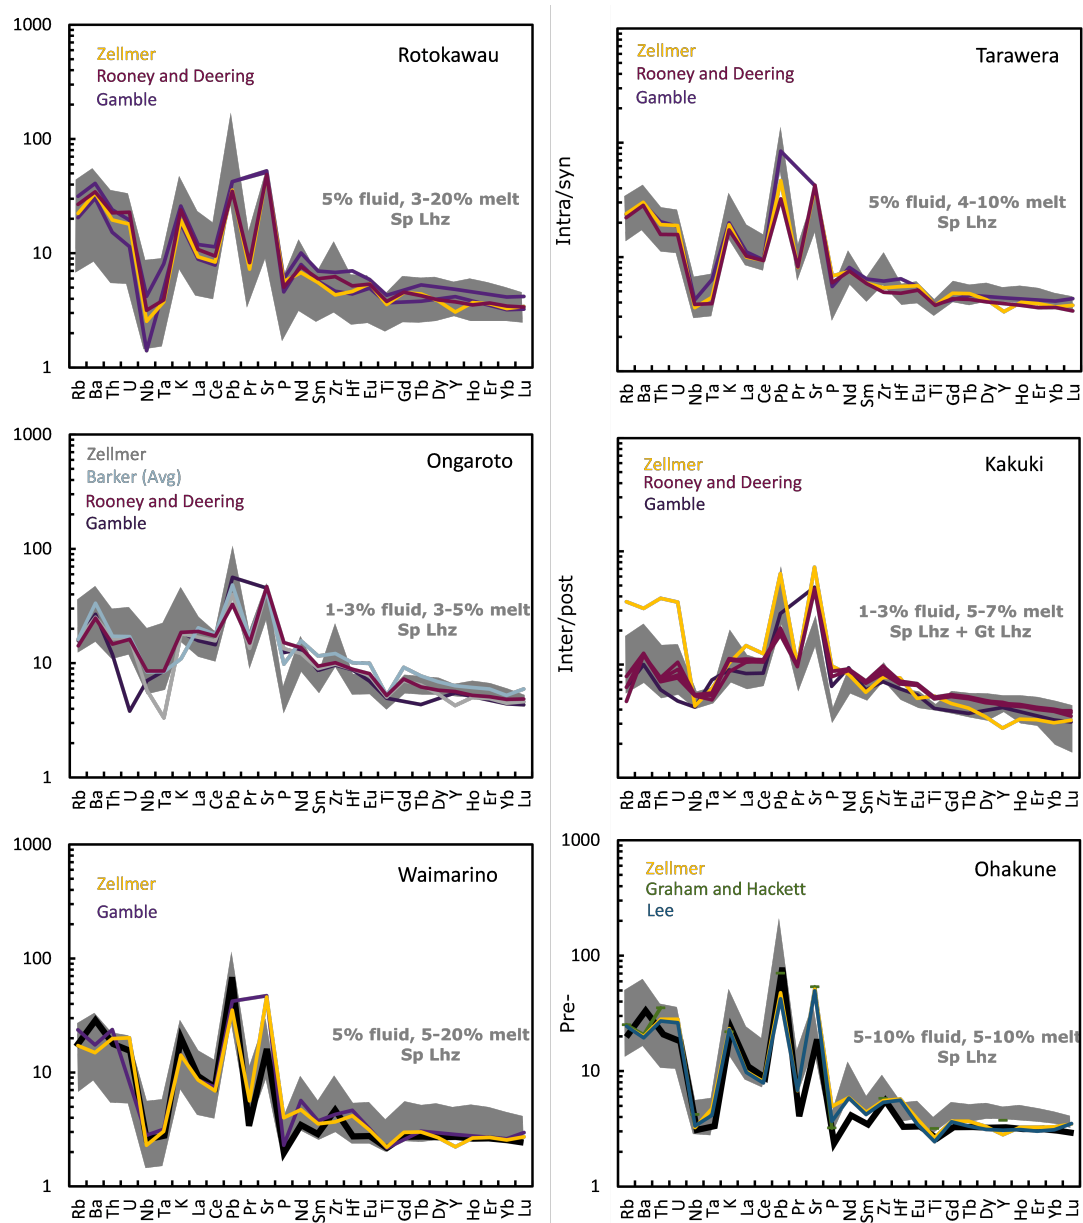 1000
100
10
1
Zellmer
Rooney and Deering
Gamble
Rotokawau
5% fluid, 3-20% melt
Sp Lhz
Rb Ba Th U Nb Ta K La Ce Pb Pr Sr P Nd Sm Zr Hf Eu Ti Gd Tb Dy Y Ho Er Yb Lu
Intra/syn
Zellmer
Rooney and Deering
Gamble
Tarawera
5% fluid, 4-10% melt
Sp Lhz
Rb Ba Th U Nb Ta K La Ce Pb Pr Sr P Nd Sm Zr Hf Eu Ti Gd Tb Dy Y Ho Er Yb Lu
1000
100
10
1
Zellmer
Barker (Avg)
Rooney and Deering
Gamble
Ongaroto
1-3% fluid, 3-5% melt
Sp Lhz
Rb Ba Th U Nb Ta K La Ce Pb Pr Sr P Nd Sm Zr Hf Eu Ti Gd Tb Dy Y Ho Er Yb Lu
Inter/post
Zellmer
Rooney and Deering
Gamble
Kakuki
1-3% fluid, 5-7% melt
Sp Lhz + Gt Lhz
Rb Ba Th U Nb Ta K La Ce Pb Pr Sr P Nd Sm Zr Hf Eu Ti Gd Tb Dy Y Ho Er Yb Lu
1000
100
10
1
Zellmer
Gamble
Waimarino
5% fluid, 5-20% melt
Sp Lhz
Rb Ba Th U Nb Ta K La Ce Pb Pr Sr P Nd Sm Zr Hf Eu Ti Gd Tb Dy Y Ho Er Yb Lu
Pre-
1000
100
10
1
Zellmer
Graham and Hackett
Lee
Ohakune
5-10% fluid, 5-10% melt
Sp Lhz
Rb Ba Th U Nb Ta K La Ce Pb Pr Sr P Nd Sm Zr Hf Eu Ti Gd Tb Dy Y Ho Er Yb Lu